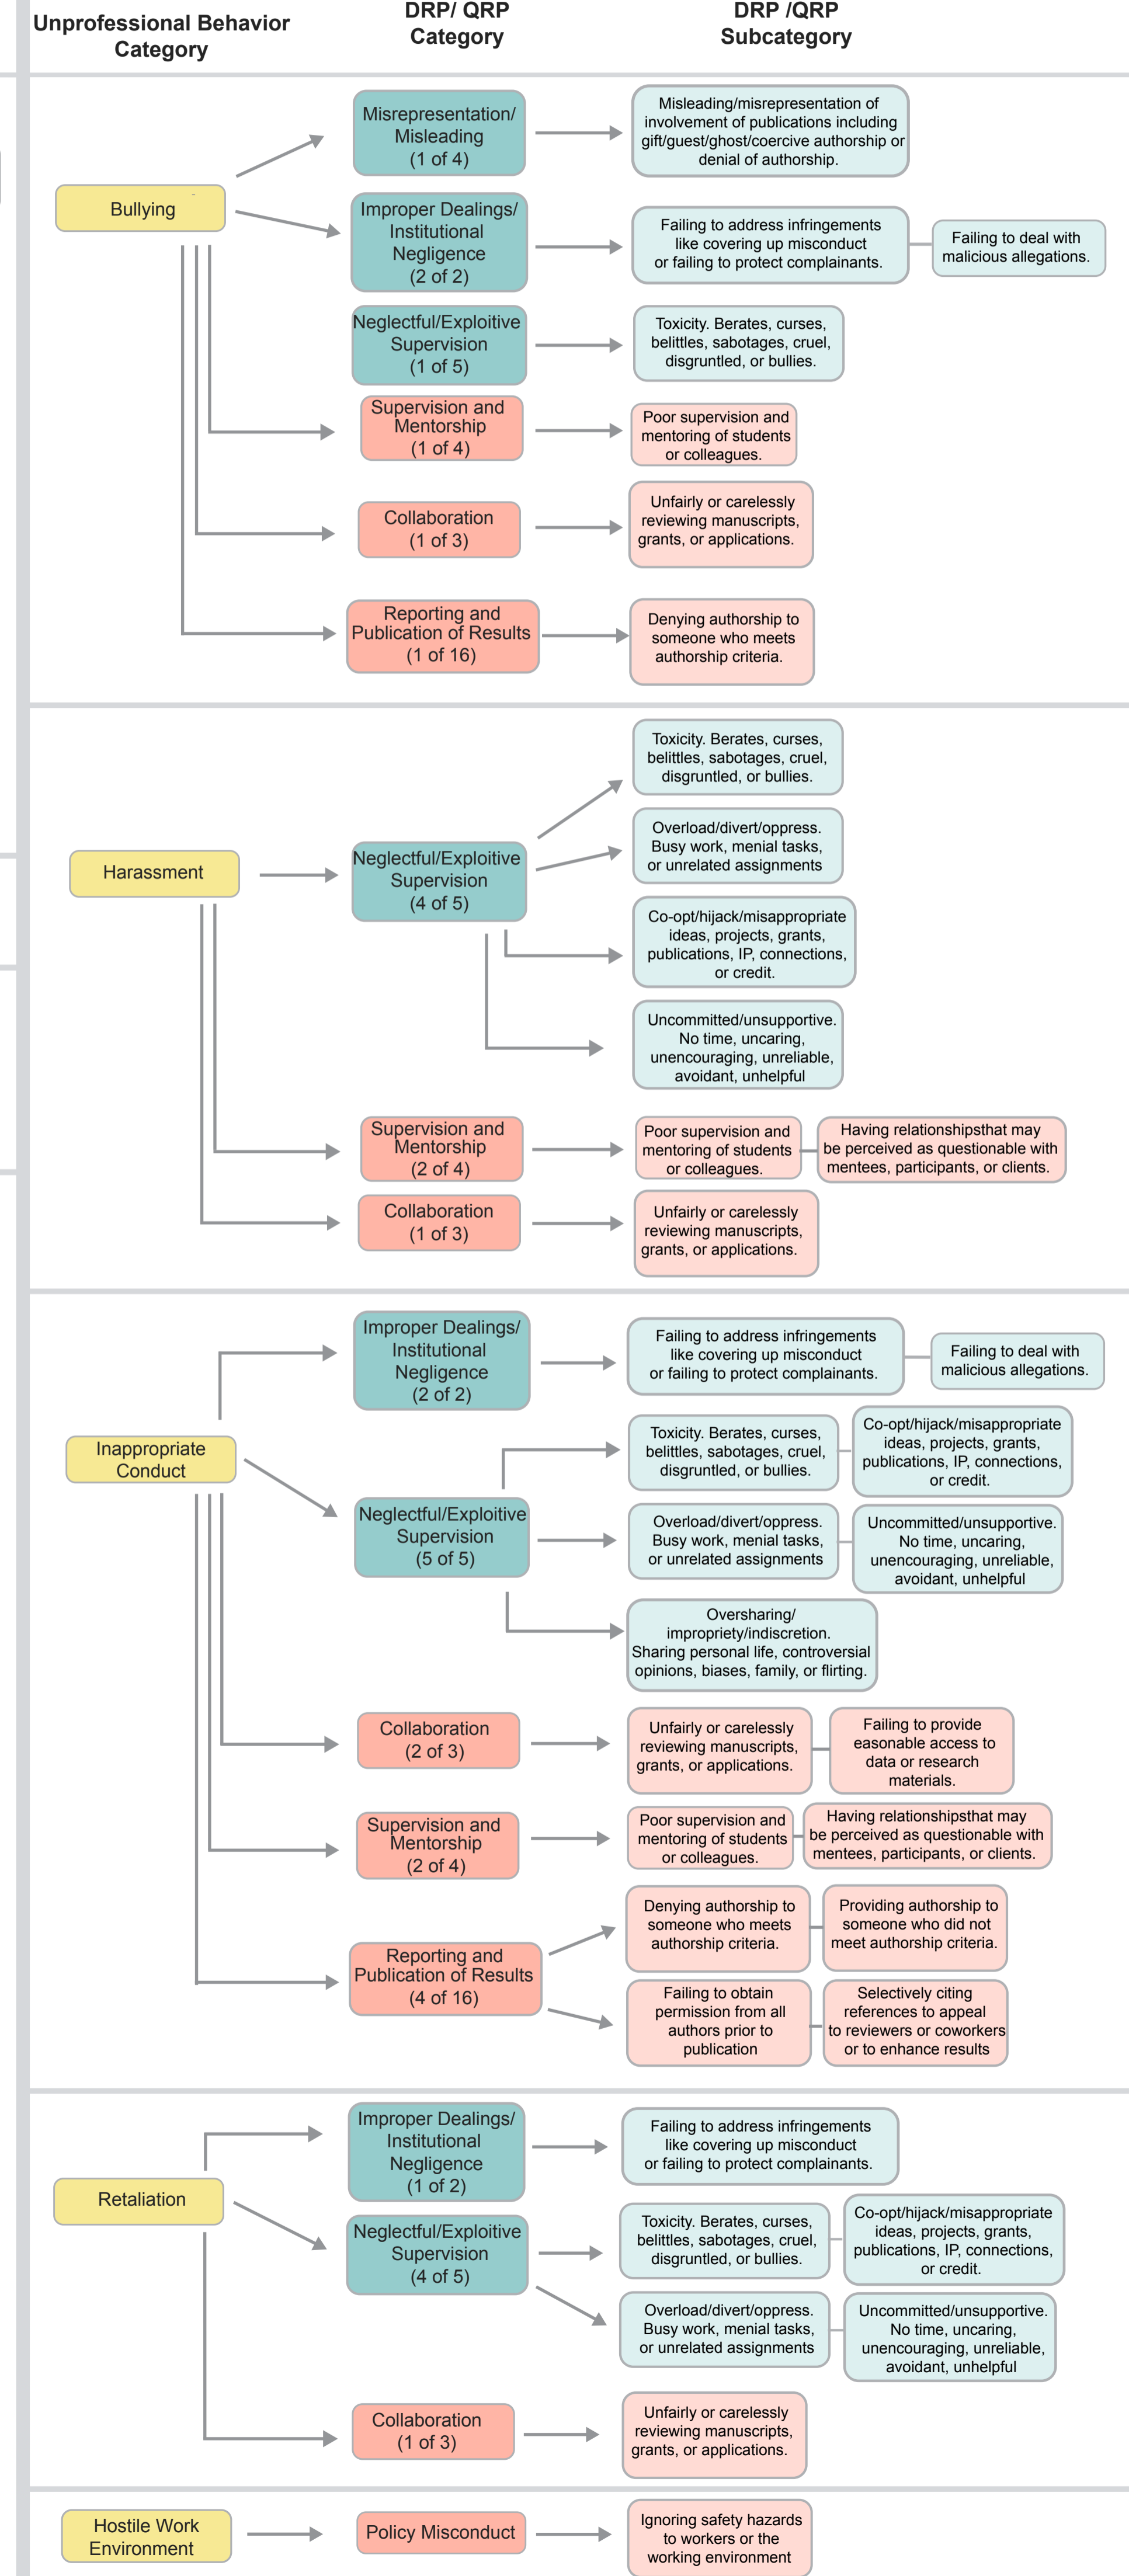 Unprofessional Behavior
Category
DRP/ QRP
Category
DRP /QRP
Subcategory
Bullying
Misrepresentation/
Misleading
(1 of 4)
Misleading/misrepresentation of
involvement of publications including
gift/guest/ghost/coercive authorship or
denial of authorship.
Improper Dealings/
Institutional
Negligence
(2 of 2)
Failing to address infringements
like covering up misconduct
or failing to protect complainants.
Failing to deal with
malicious allegations.
Neglectful/Exploitive
Supervision
(1 of 5)
Toxicity. Berates, curses,
belittles, sabotages, cruel,
disgruntled, or bullies.
Supervision and
Mentorship
(1 of 4)
Poor supervision and
mentoring of students
or colleagues.
Collaboration
(1 of 3)
Unfairly or carelessly
reviewing manuscripts,
grants, or applications.
Reporting and
Publication of Results
(1 of 16)
Denying authorship to
someone who meets
authorship criteria.
Harassment
Neglectful/Exploitive
Supervision
(4 of 5)
Toxicity. Berates, curses,
belittles, sabotages, cruel,
disgruntled, or bullies.
Overload/divert/oppress.
Busy work, menial tasks,
or unrelated assignments
Co-opt/hijack/misappropriate
ideas, projects, grants,
publications, IP, connections,
or credit.
Uncommitted/unsupportive.
No time, uncaring,
unencouraging, unreliable,
avoidant, unhelpful
Supervision and
Mentorship
(2 of 4)
Poor supervision and
mentoring of students
or colleagues.
Having relationshipsthat may
be perceived as questionable with
mentees, participants, or clients.
Collaboration
(1 of 3)
Unfairly or carelessly
reviewing manuscripts,
grants, or applications.
Inappropriate
Conduct
Improper Dealings/
Institutional
Negligence
(2 of 2)
Failing to address infringements
like covering up misconduct
or failing to protect complainants.
Failing to deal with
malicious allegations.
Neglectful/Exploitive
Supervision
(5 of 5)
Toxicity. Berates, curses,
belittles, sabotages, cruel,
disgruntled, or bullies.
Co-opt/hijack/misappropriate
ideas, projects, grants,
publications, IP, connections,
or credit.
Overload/divert/oppress.
Busy work, menial tasks,
or unrelated assignments
Uncommitted/unsupportive.
No time, uncaring,
unencouraging, unreliable,
avoidant, unhelpful
Oversharing/
impropriety/indiscretion.
Sharing personal life, controversial
opinions, biases, family, or flirting.
Collaboration
(2 of 3)
Unfairly or carelessly
reviewing manuscripts,
grants, or applications.
Failing to provide
easonable access to
data or research
materials.
Supervision and
Mentorship
(2 of 4)
Poor supervision and
mentoring of students
or colleagues.
Having relationshipsthat may
be perceived as questionable with
mentees, participants, or clients.
Reporting and
Publication of Results
(4 of 16)
Denying authorship to
someone who meets
authorship criteria.
Providing authorship to
someone who did not
meet authorship criteria.
Failing to obtain
permission from all
authors prior to
publication
Selectively citing
references to appeal
to reviewers or coworkers
or to enhance results
Retaliation
Improper Dealings/
Institutional
Negligence
(1 of 2)
Failing to address infringements
like covering up misconduct
or failing to protect complainants.
Neglectful/Exploitive
Supervision
(4 of 5)
Toxicity. Berates, curses,
belittles, sabotages, cruel,
disgruntled, or bullies.
Co-opt/hijack/misappropriate
ideas, projects, grants,
publications, IP, connections,
or credit.
Overload/divert/oppress.
Busy work, menial tasks,
or unrelated assignments
Uncommitted/unsupportive.
No time, uncaring,
unencouraging, unreliable,
avoidant, unhelpful
Collaboration
(1 of 3)
Unfairly or carelessly
reviewing manuscripts,
grants, or applications.
Hostile Work
Environment
Policy Misconduct
Ignoring safety hazards
to workers or the
working environment